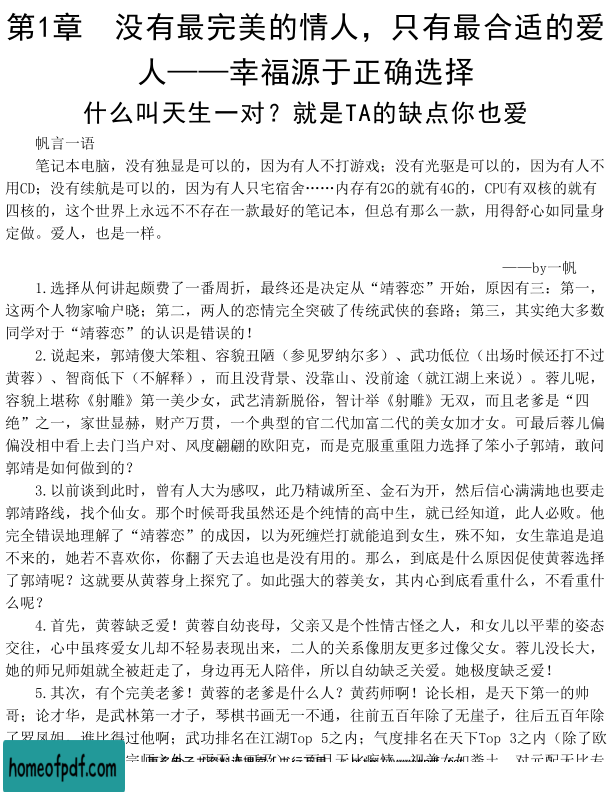 第1章　没有最完美的情人，只有最合适的爱
人——幸福源于正确选择
什么叫天生一对？就是TA的缺点你也爱
帆言一语
笔记本电脑，没有独显是可以的，因为有人不打游戏；没有光驱是可以的，因为有人不
用CD；没有续航是可以的，因为有人只宅宿舍……内存有2G的就有4G的，CPU有双核的就有
四核的，这个世界上永远不不存在一款最好的笔记本，但总有那么一款，用得舒心如同量身
定做。爱人，也是一样。
——by一帆
1.选择从何讲起颇费了一番周折，最终还是决定从“靖蓉恋”开始，原因有三：第一，
这两个人物家喻户晓；第二，两人的恋情完全突破了传统武侠的套路；第三，其实绝大多数
同学对于“靖蓉恋”的认识是错误的！
2.说起来，郭靖傻大笨粗、容貌丑陋（参见罗纳尔多）、武功低位（出场时候还打不过
黄蓉）、智商低下（不解释），而且没背景、没靠山、没前途（就江湖上来说）。蓉儿呢，
容貌上堪称《射雕》第一美少女，武艺清新脱俗，智计举《射雕》无双，而且老爹是“四
绝”之一，家世显赫，财产万贯，一个典型的官二代加富二代的美女加才女。可最后蓉儿偏
偏没相中看上去门当户对、风度翩翩的欧阳克，而是克服重重阻力选择了笨小子郭靖，敢问
郭靖是如何做到的？
3.以前谈到此时，曾有人大为感叹，此乃精诚所至、金石为开，然后信心满满地也要走
郭靖路线，找个仙女。那个时候哥我虽然还是个纯情的高中生，就已经知道，此人必败。他
完全错误地理解了“靖蓉恋”的成因，以为死缠烂打就能追到女生，殊不知，女生靠追是追
不来的，她若不喜欢你，你翻了天去追也是没有用的。那么，到底是什么原因促使黄蓉选择
了郭靖呢？这就要从黄蓉身上探究了。如此强大的蓉美女，其内心到底看重什么，不看重什
么呢？
4.首先，黄蓉缺乏爱！黄蓉自幼丧母，父亲又是个性情古怪之人，和女儿以平辈的姿态
交往，心中虽疼爱女儿却不轻易表现出来，二人的关系像朋友更多过像父女。蓉儿没长大，
她的师兄师姐就全被赶走了，身边再无人陪伴，所以自幼缺乏关爱。她极度缺乏爱！
5.其次，有个完美老爹！黄蓉的老爹是什么人？黄药师啊！论长相，是天下第一的帅
哥；论才华，是武林第一才子，琴棋书画无一不通，往前五百年除了无崖子，往后五百年除
了罗凤姐，谁比得过他啊；武功排名在江湖Top 5之内；气度排名在天下Top 3之内（除了欧
homeofpdf.com